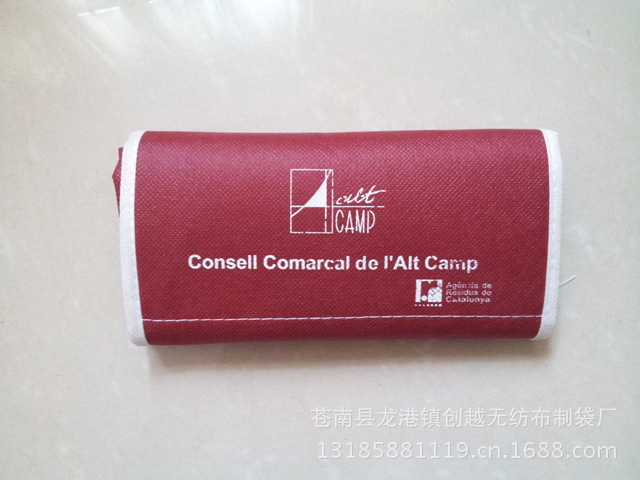 alt
CAMP
Consell Comarcal de l'Alt Camp
Agència de
Residus de
Catalunya
苍南县龙港镇创越无纺布制袋厂
13185881119.cn.1688.com